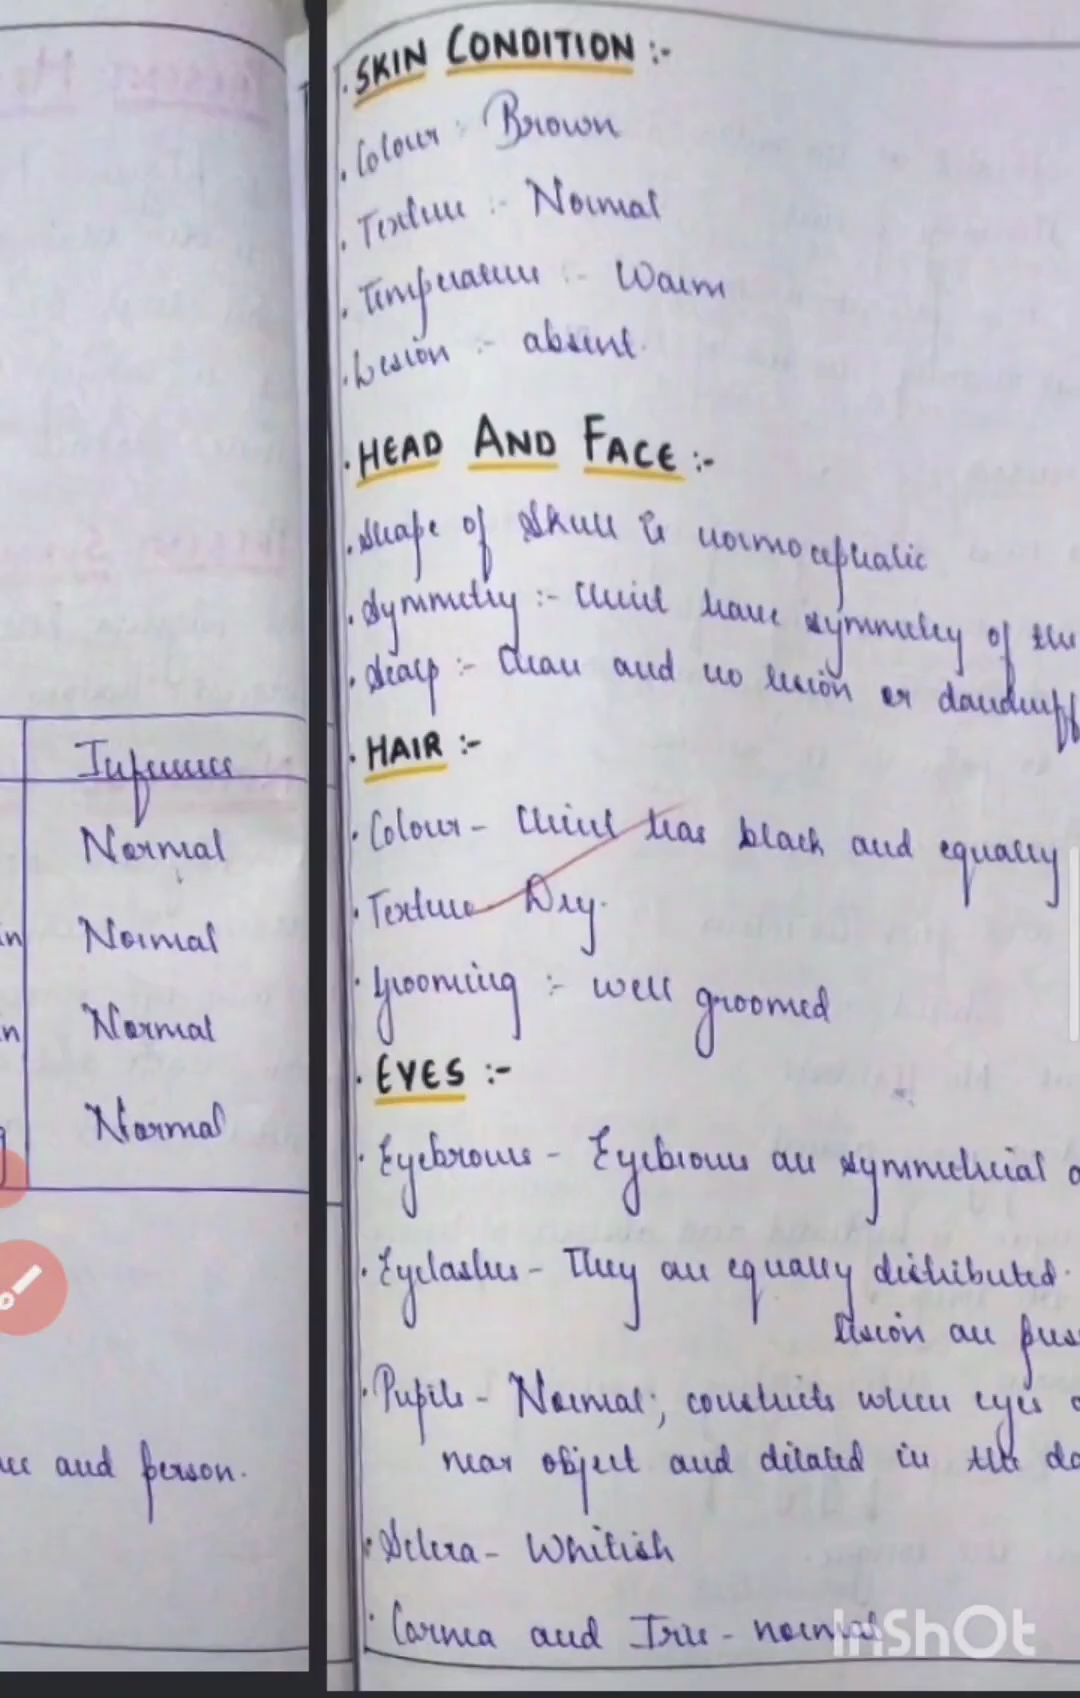 Inference
Normal
in Normal
in Normal
Normal
and person.
SKIN CONDITION :-
Colour :- Brown
Texture :- Normal
Temperature :- Warm
Lesion :- absent.
HEAD AND FACE :-
Shape of skull is normocephalic
Symmetry :- Child have symmetry of the
Scalp :- Clean and no lesion or dandruff
HAIR :-
Colour - Child has black and equally
Texture - Dry.
Grooming :- well groomed
EYES :-
Eyebrows - Eyebrows are symmetrical
Eyelashes - They are equally distributed.
lesion are
Pupils - Normal; constricts when eyes
near object and dilated in the
Sclera - Whitish
Cornea and Iris - normal
InShOt